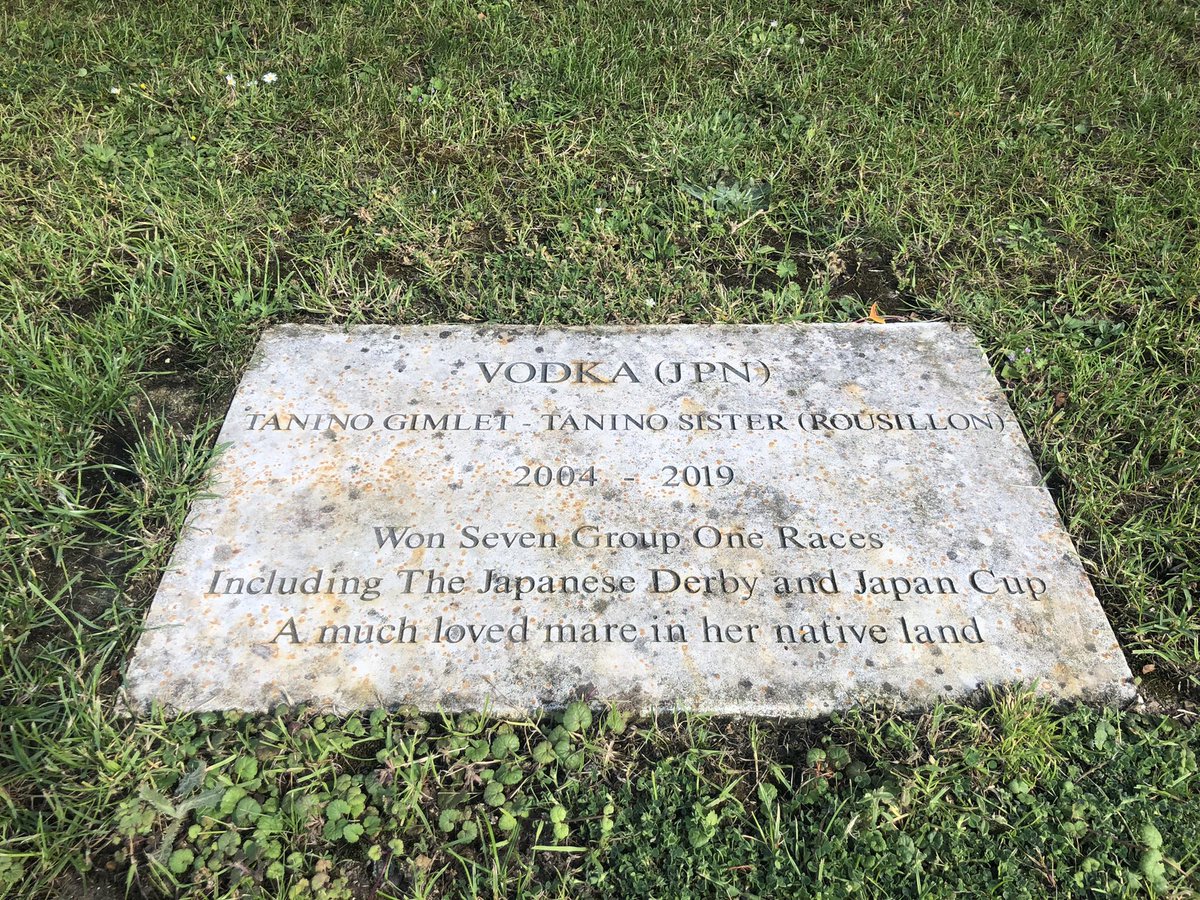 VODKA (JPN)
TANINO GIMLET - TANINO SISTER (ROUSILLON)
2004 - 2019
Won Seven Group One Races
Including The Japanese Derby and Japan Cup
A much loved mare in her native land